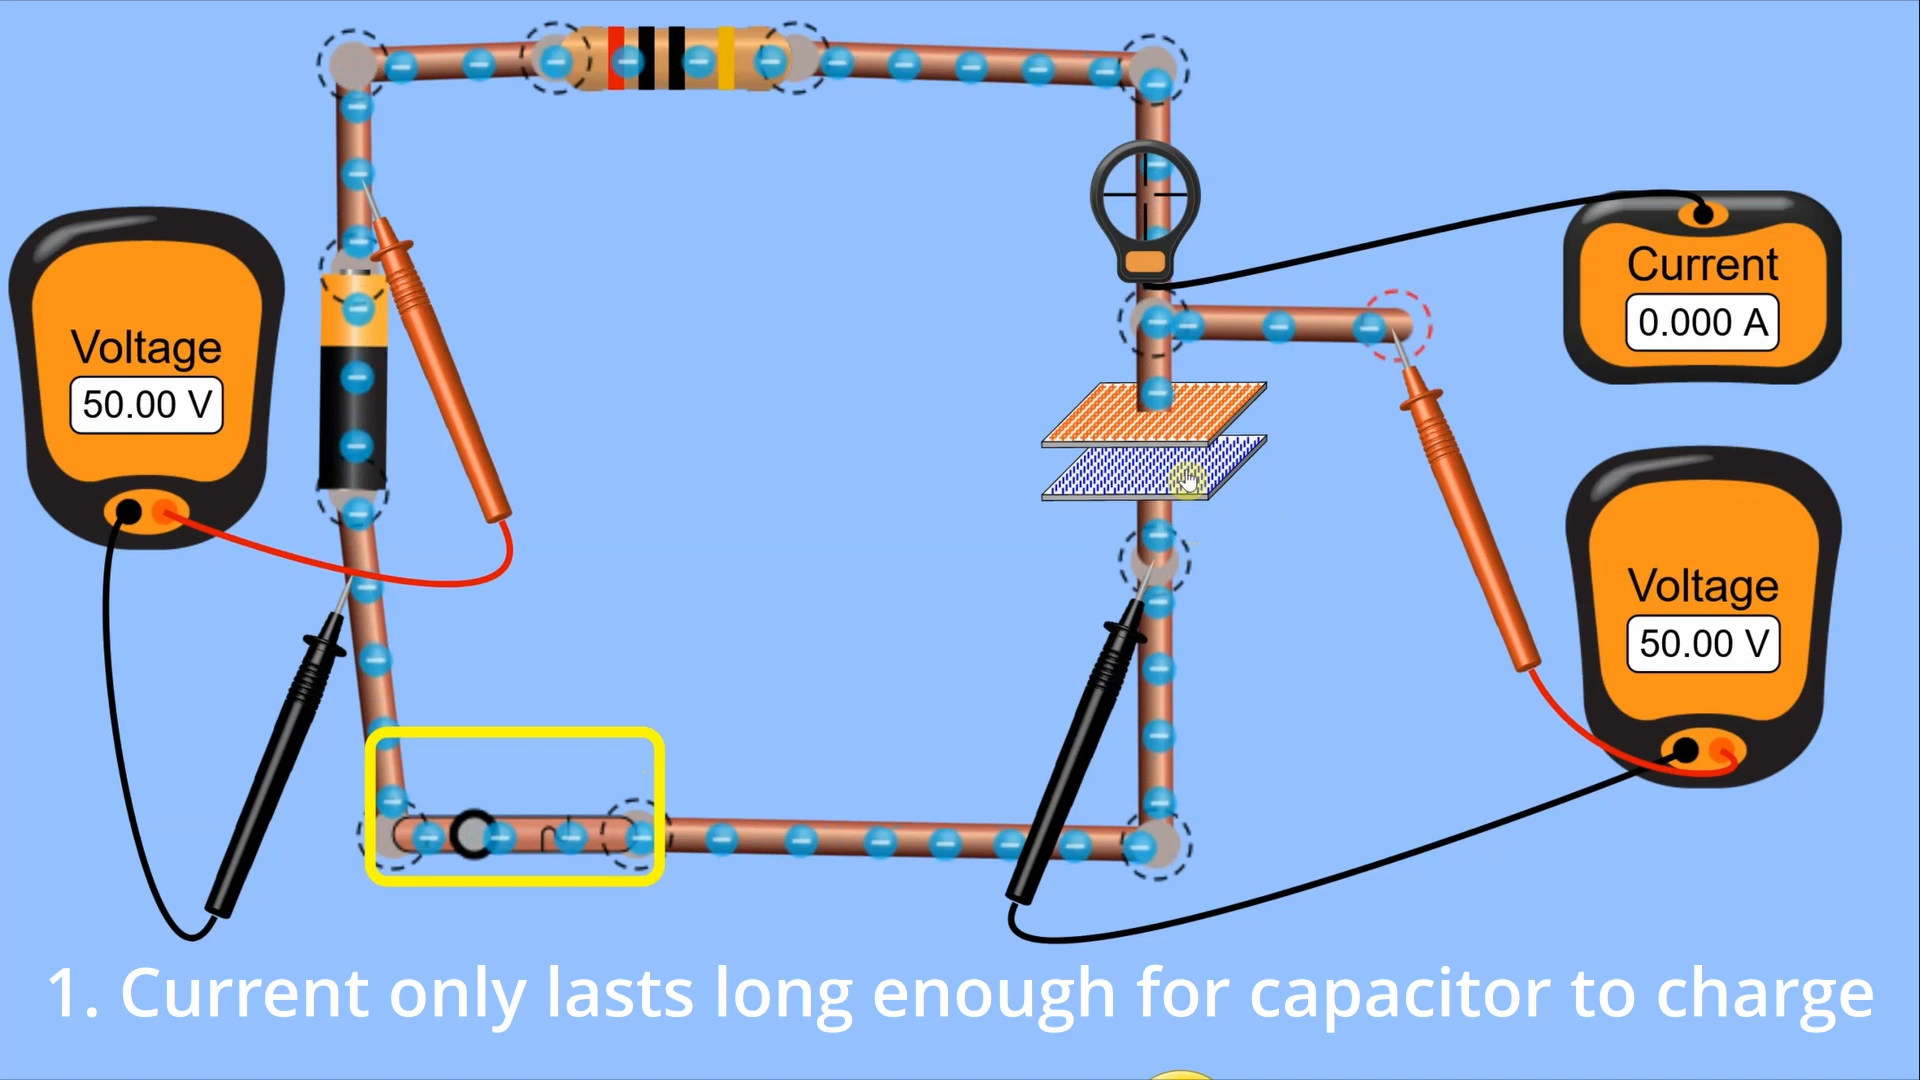 Voltage
50.00 V
Current
0.000 A
Voltage
50.00 V
1. Current only lasts long enough for capacitor to charge